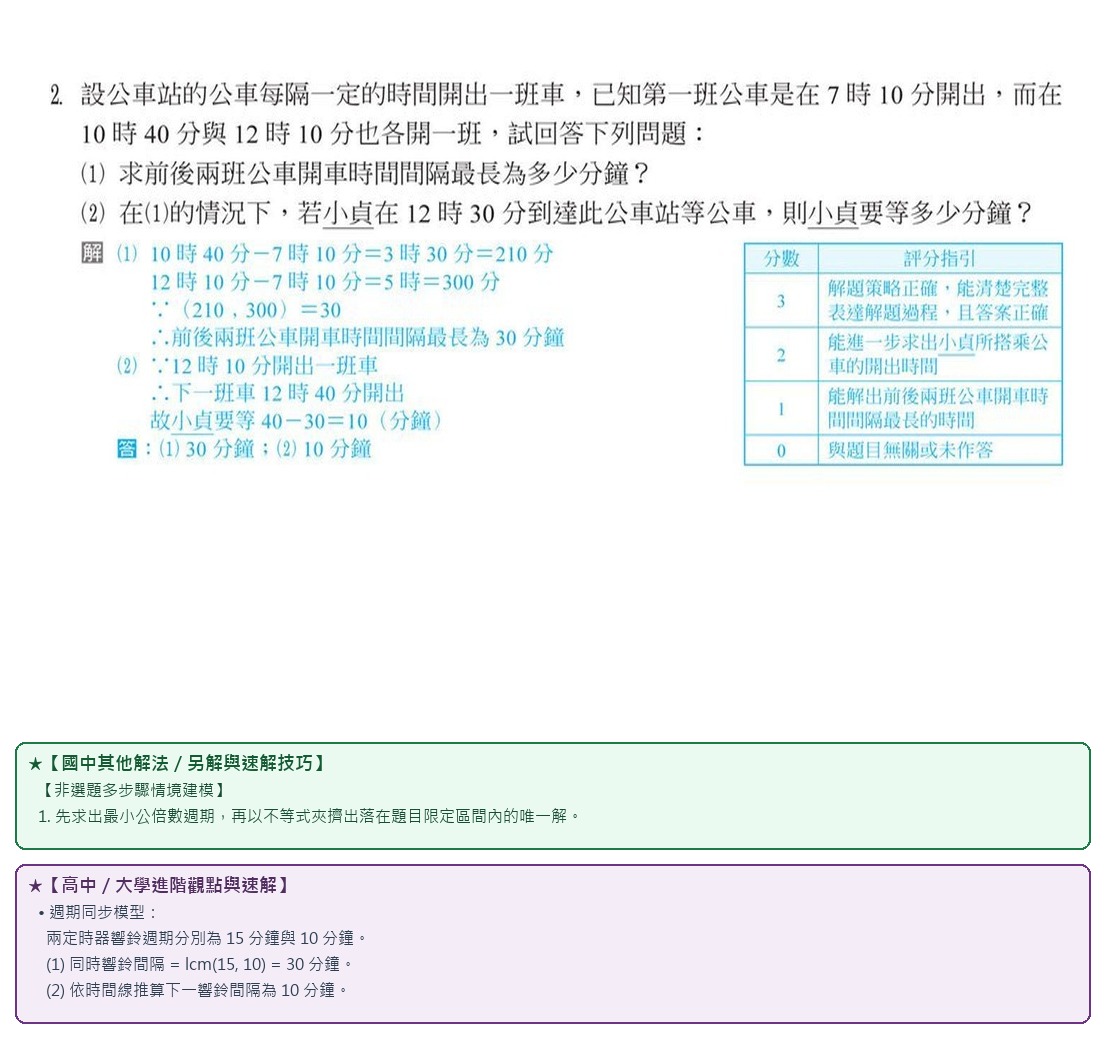 2. 設公車站的公車每隔一定的時間開出一班車，已知第一班公車是在 7 時 10 分開出，而在
10 時 40 分與 12 時 10 分也各開一班，試回答下列問題：
⑴ 求前後兩班公車開車時間間隔最長為多少分鐘？
⑵ 在⑴的情況下，若小貞在 12 時 30 分到達此公車站等公車，則小貞要等多少分鐘？
解 ⑴ 10 時 40 分－7 時 10 分＝3 時 30 分＝210 分
12 時 10 分－7 時 10 分＝5 時＝300 分
∵（210 , 300）＝30
∴前後兩班公車開車時間間隔最長為 30 分鐘
⑵ ∵12 時 10 分開出一班車
∴下一班車 12 時 40 分開出
故小貞要等 40－30＝10（分鐘）
答：⑴ 30 分鐘；⑵ 10 分鐘
分數 評分指引
3 解題策略正確，能清楚完整
表達解題過程，且答案正確
2 能進一步求出小貞所搭乘公
車的開出時間
1 能解出前後兩班公車開車時
間間隔最長的時間
0 與題目無關或未作答
★【國中其他解法 / 另解與速解技巧】
【非選題多步驟情境建模】
1. 先求出最小公倍數週期，再以不等式夾擠出落在題目限定區間內的唯一解。
★【高中 / 大學進階觀點與速解】
• 週期同步模型：
兩定時器響鈴週期分別為 15 分鐘與 10 分鐘。
(1) 同時響鈴間隔 = lcm(15, 10) = 30 分鐘。
(2) 依時間線推算下一響鈴間隔為 10 分鐘。